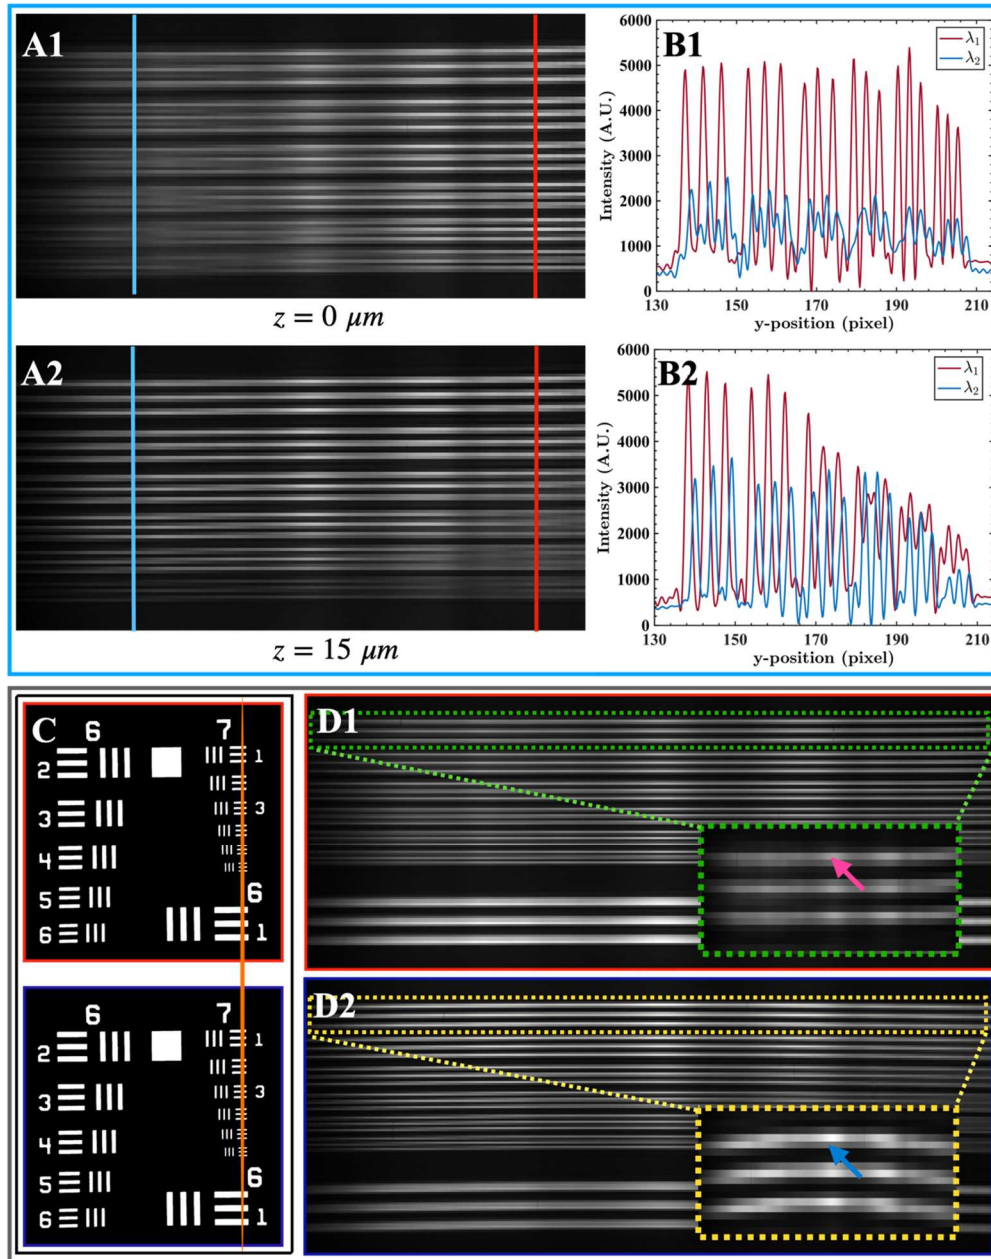 A1
z = 0 μm
B1
6000
5000
4000
3000
2000
1000
0
130 150 170 190 210
Intensity (A.U.)
y-position (pixel)
λ1
λ2
A2
z = 15 μm
B2
6000
5000
4000
3000
2000
1000
0
130 150 170 190 210
Intensity (A.U.)
y-position (pixel)
λ1
λ2
C
6 7
2 1
3 3
4
5 6
6 1
6 7
2 1
3 3
4
5 6
6 1
D1
D2